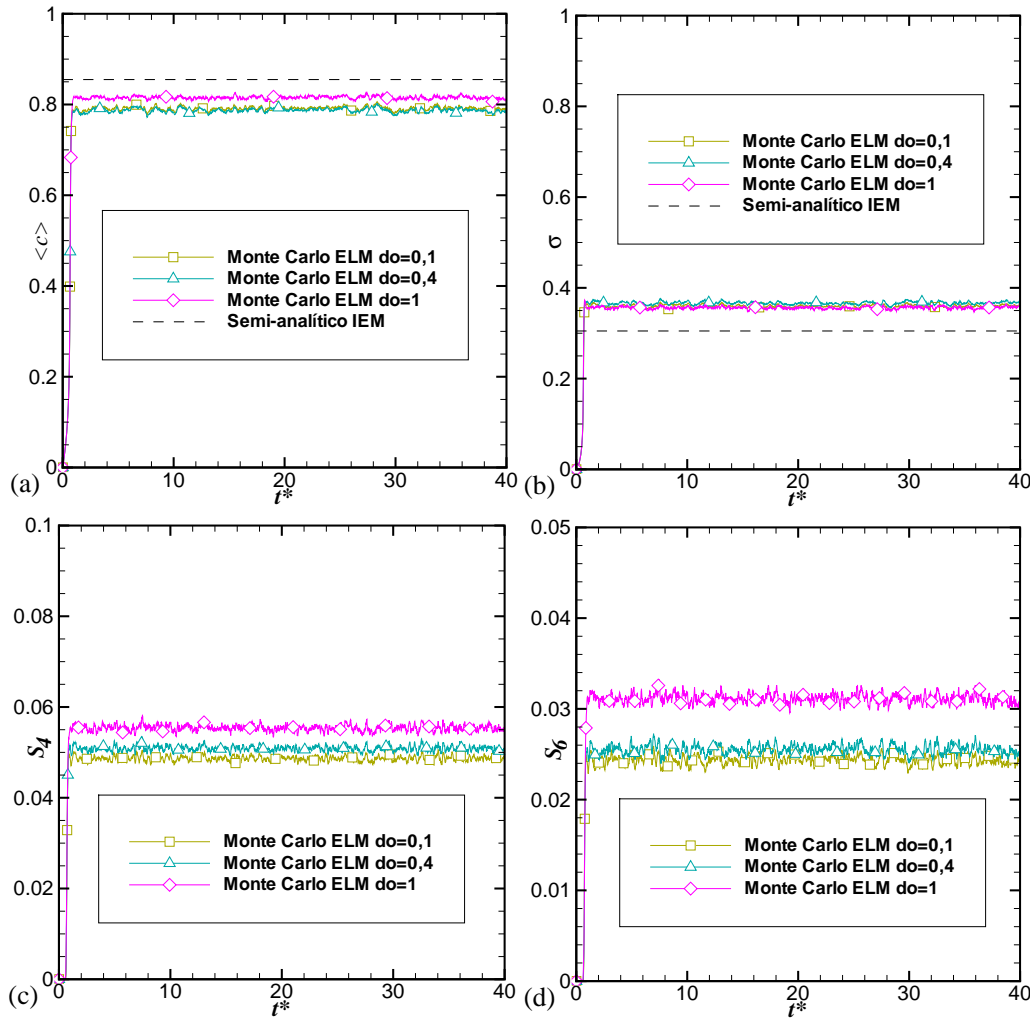 1
0.8
0.6
0.4
0.2
0
<c>
0 10 20 30 40
t*
(a)
Monte Carlo ELM do=0,1
Monte Carlo ELM do=0,4
Monte Carlo ELM do=1
Semi-analítico IEM
1
0.8
0.6
0.4
0.2
0
σ
0 10 20 30 40
t*
(b)
Monte Carlo ELM do=0,1
Monte Carlo ELM do=0,4
Monte Carlo ELM do=1
Semi-analítico IEM
0.1
0.08
0.06
0.04
0.02
0
S4
0 10 20 30 40
t*
(c)
Monte Carlo ELM do=0,1
Monte Carlo ELM do=0,4
Monte Carlo ELM do=1
0.05
0.04
0.03
0.02
0.01
0
S6
0 10 20 30 40
t*
(d)
Monte Carlo ELM do=0,1
Monte Carlo ELM do=0,4
Monte Carlo ELM do=1